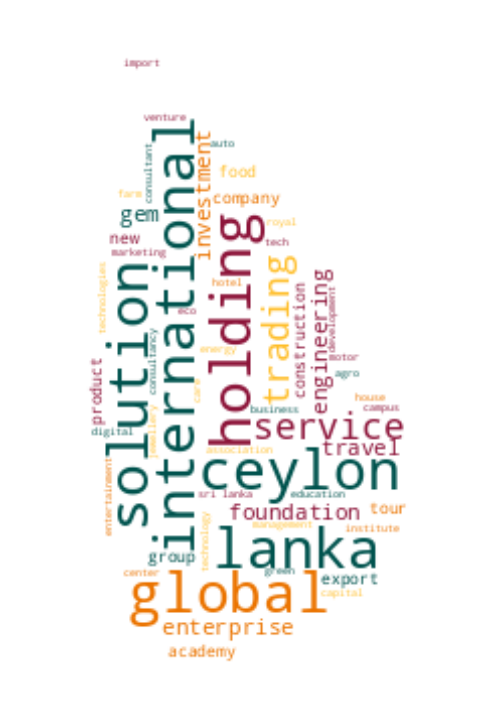 import
venture
international
auto
consultant
investment
food
farm
company
gem
royal
new
holding
tech
marketing
trading
solution
technologies
engineering
hotel
construction
development
eco
consultancy
energy
motor
product
agro
care
house
jewellery
business
campus
service
digital
travel
association
ceylon
entertainment
sri lanka
education
foundation
tour
technology
management
institute
lanka
group
center
green
export
global
capital
enterprise
academy